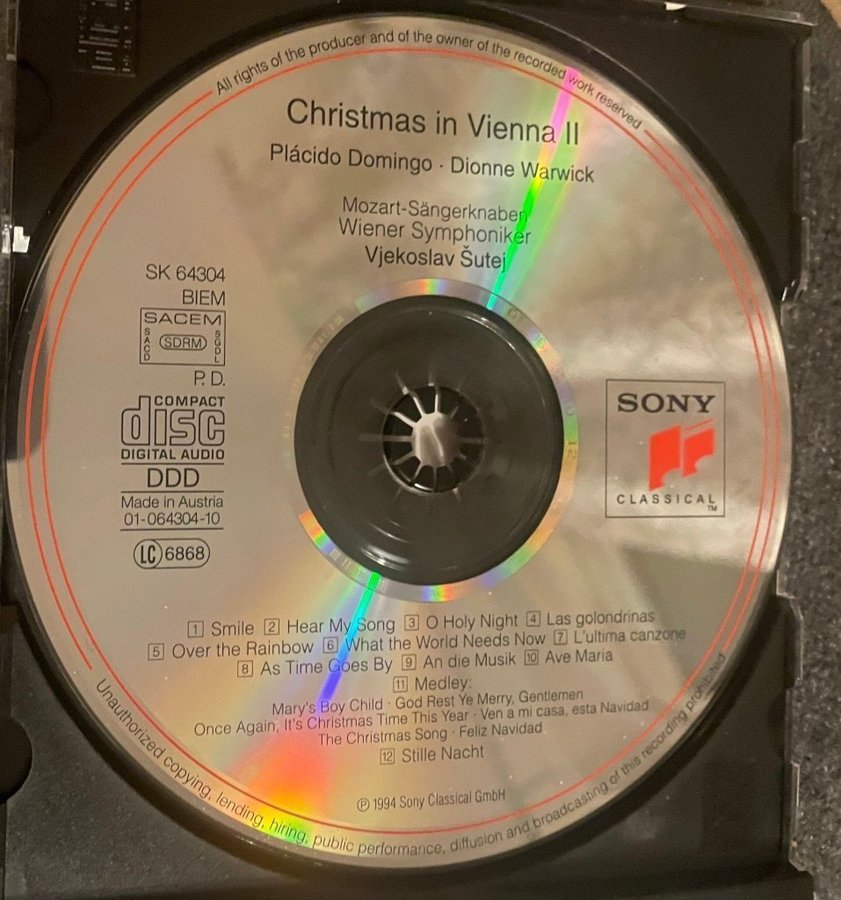 All rights of the producer and of the owner of the recorded work reserved
Christmas in Vienna II
Plácido Domingo · Dionne Warwick
Mozart-Sängerknaben
Wiener Symphoniker
Vjekoslav Šutej
SK 64304
BIEM
SACEM
SACD
SDRM
SGDL
P. D.
COMPACT
disc
DIGITAL AUDIO
DDD
Made in Austria
01-064304-10
LC 6868
SONY
CLASSICAL™
1 Smile 2 Hear My Song 3 O Holy Night 4 Las golondrinas
5 Over the Rainbow 6 What the World Needs Now 7 L'ultima canzone
8 As Time Goes By 9 An die Musik 10 Ave Maria
11 Medley:
Mary's Boy Child · God Rest Ye Merry, Gentlemen
Once Again, It's Christmas Time This Year · Ven a mi casa, esta Navidad
The Christmas Song · Feliz Navidad
12 Stille Nacht
℗ 1994 Sony Classical GmbH
Unauthorized copying, lending, hiring, public performance, diffusion and broadcasting of this recording prohibited